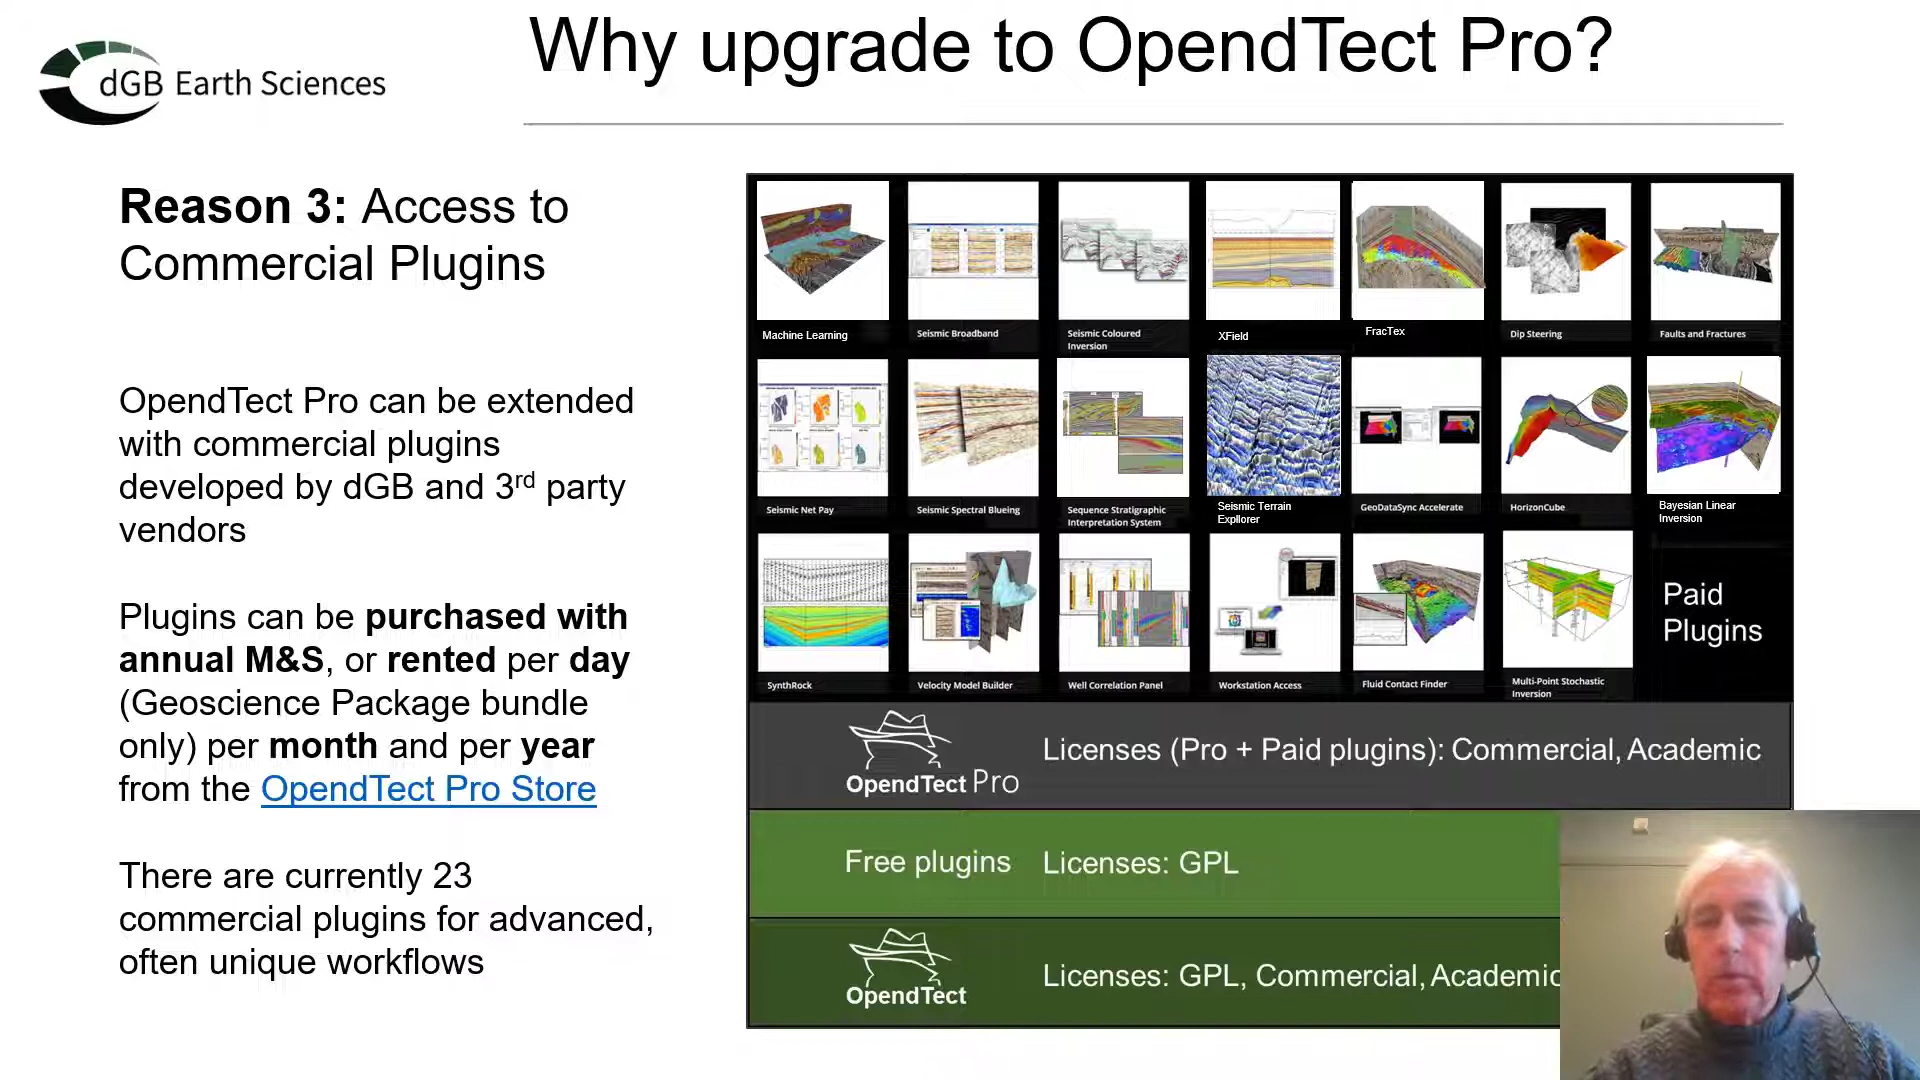 Why upgrade to OpendTect Pro?
dGB Earth Sciences
Reason 3: Access to
Commercial Plugins
OpendTect Pro can be extended
with commercial plugins
developed by dGB and 3rd party
vendors
Plugins can be purchased with
annual M&S, or rented per day
(Geoscience Package bundle
only) per month and per year
from the OpendTect Pro Store
There are currently 23
commercial plugins for advanced,
often unique workflows
Machine Learning
Seismic Broadband
Seismic Coloured
Inversion
XField
FracTex
Dip Steering
Faults and Fractures
Seismic Net Pay
Seismic Spectral Blueing
Sequence Stratigraphic
Interpretation System
Seismic Terrain
Expllorer
GeoDataSync Accelerate
HorizonCube
Bayesian Linear
Inversion
SynthRock
Velocity Model Builder
Well Correlation Panel
Workstation Access
Fluid Contact Finder
Multi-Point Stochastic
Inversion
Paid
Plugins
OpendTect Pro
Licenses (Pro + Paid plugins): Commercial, Academic
Free plugins
Licenses: GPL
OpendTect
Licenses: GPL, Commercial, Academic